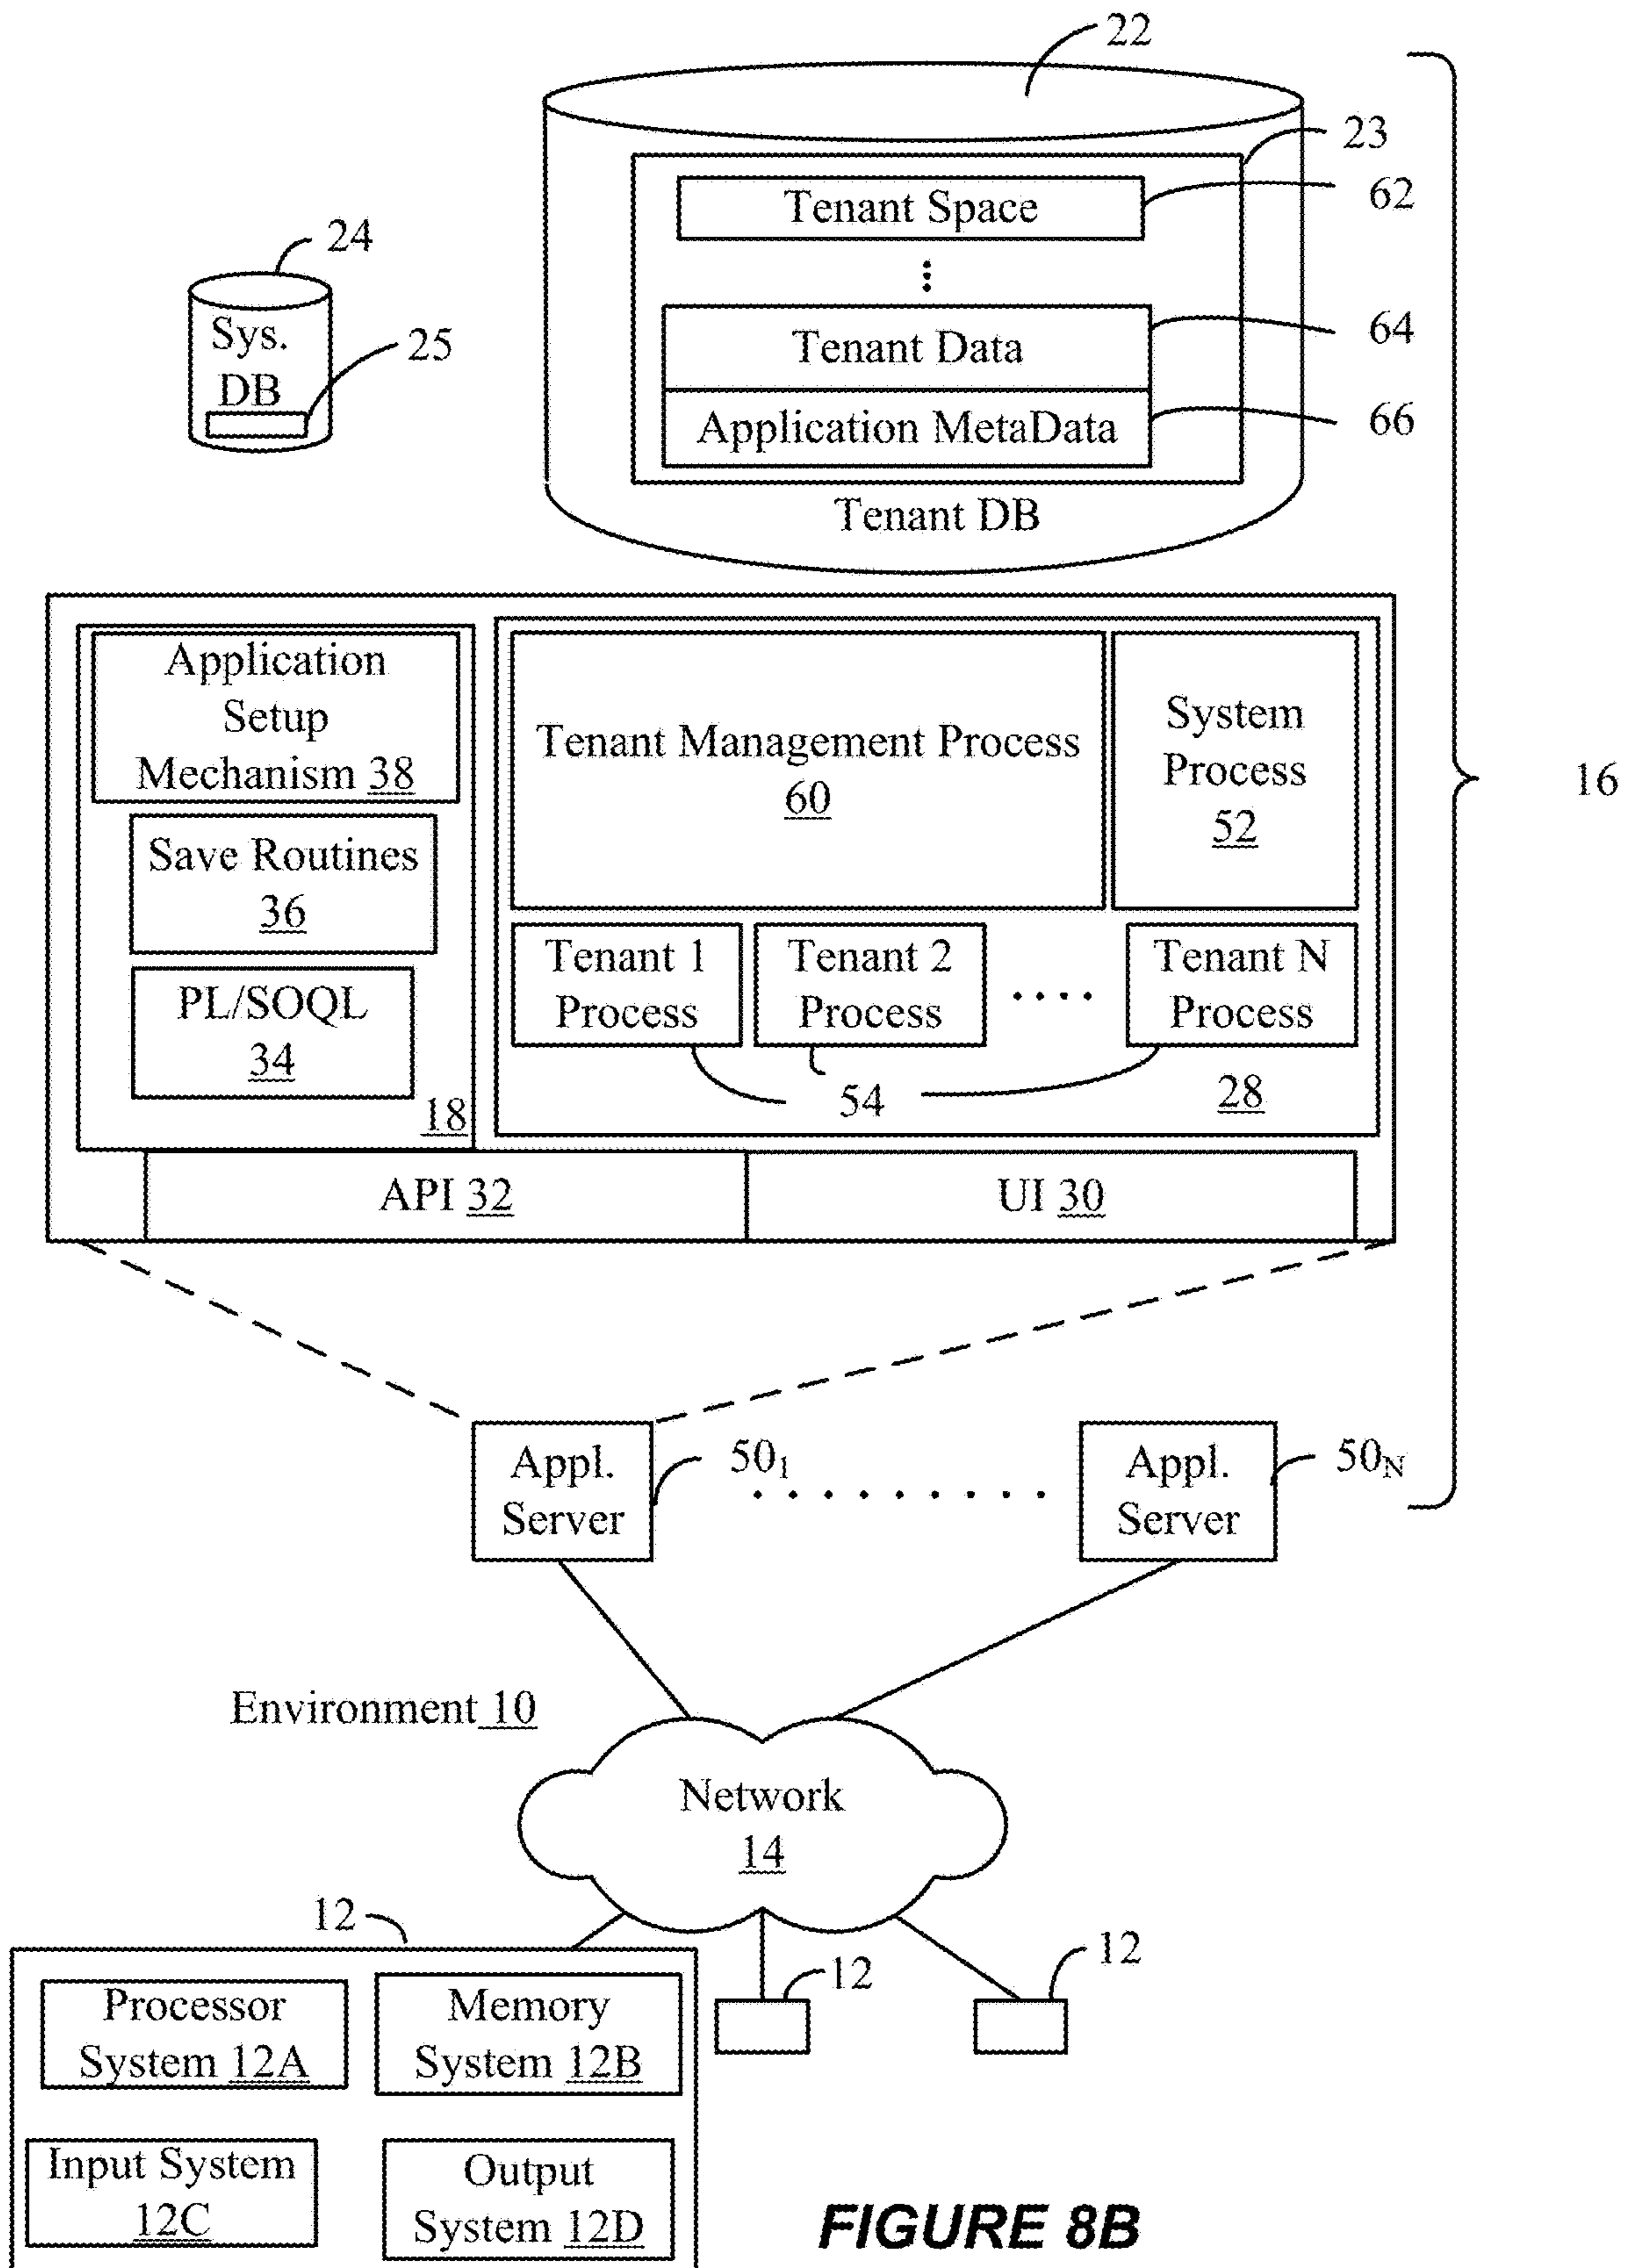 22
23
Tenant Space
62
24
Sys.
DB
25
Tenant Data
64
Application MetaData
66
Tenant DB
16
Application
Setup
Mechanism 38
Save Routines
36
PL/SOQL
34
18
Tenant Management Process
60
System
Process
52
Tenant 1
Process
Tenant 2
Process
Tenant N
Process
54
28
API 32
UI 30
Appl.
Server
50₁
Appl.
Server
50N
Environment 10
Network
14
12
12
12
Processor
System 12A
Memory
System 12B
Input System
12C
Output
System 12D
FIGURE 8B